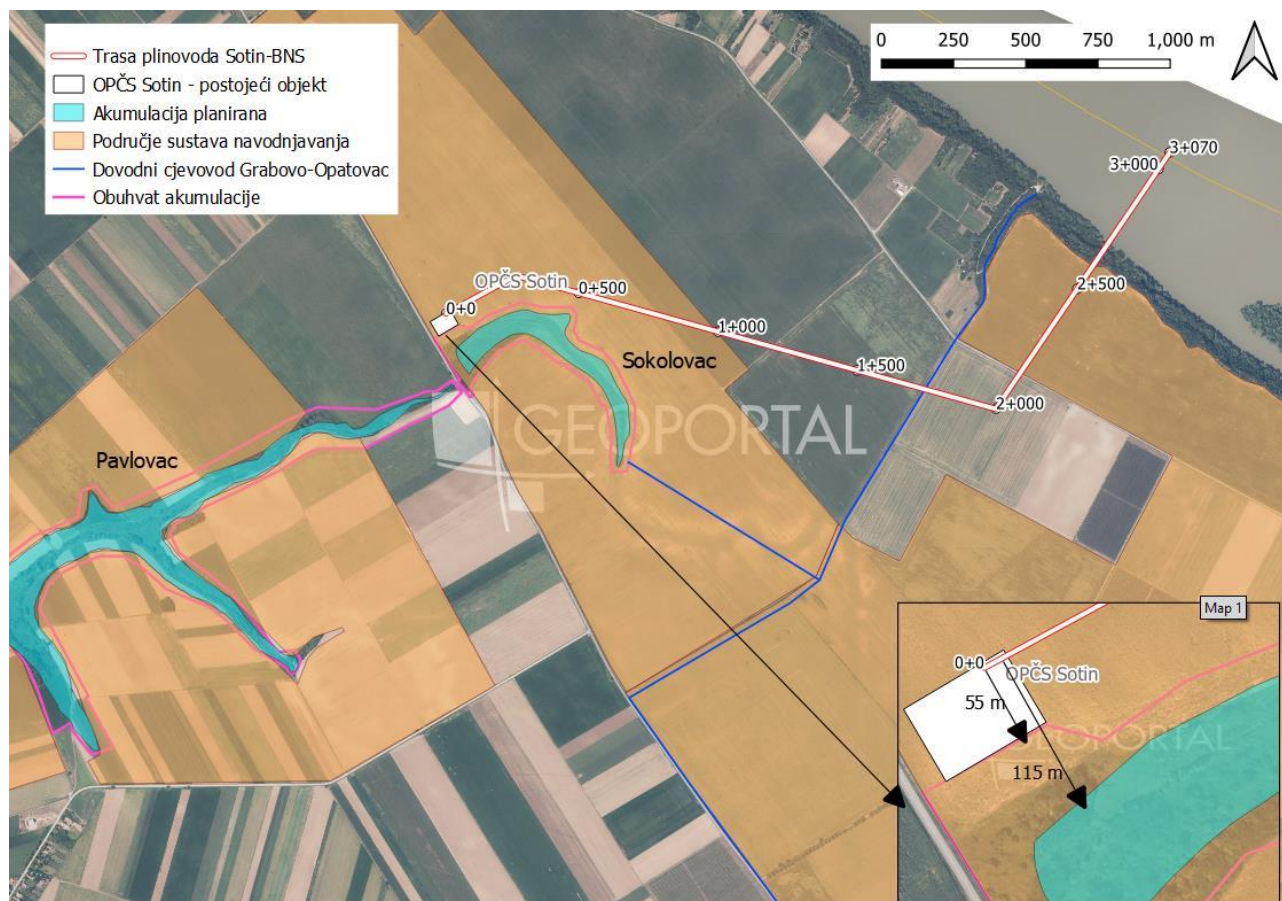 Trasa plinovoda Sotin-BNS
OPČS Sotin - postojeći objekt
Akumulacija planirana
Područje sustava navodnjavanja
Dovodni cjevovod Grabovo-Opatovac
Obuhvat akumulacije
0 250 500 750 1,000 m
3+070
3+000
OPČS Sotin
0+500
2+500
0+0
1+000
Sokolovac
1+500
2+000
GEOPORTAL
Pavlovac
Map 1
0+0
OPČS Sotin
55 m
GEOPORTAL
115 m